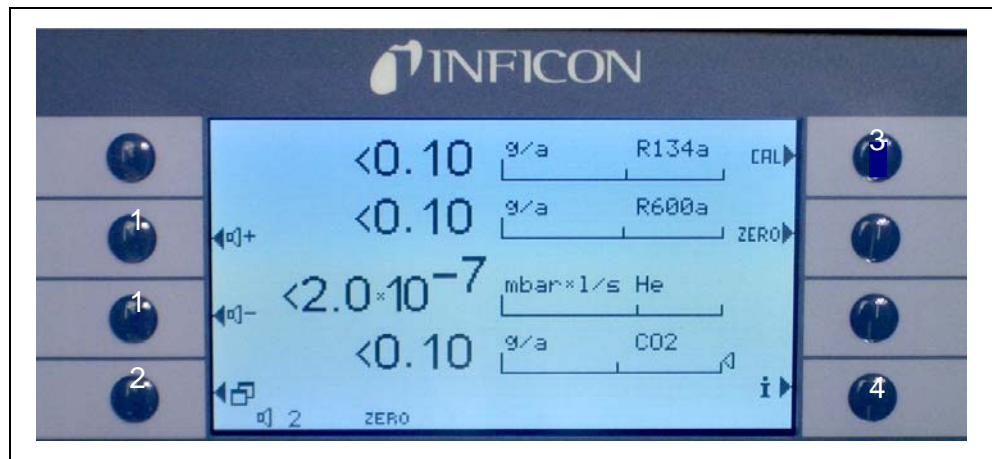 INFICON
<0.10 g/a R134a CAL
3
<0.10 g/a R600a ZERO
1 +
<2.0×10⁻⁷ mbar×l/s He
1 -
<0.10 g/a CO2
2
i 4
2 ZERO